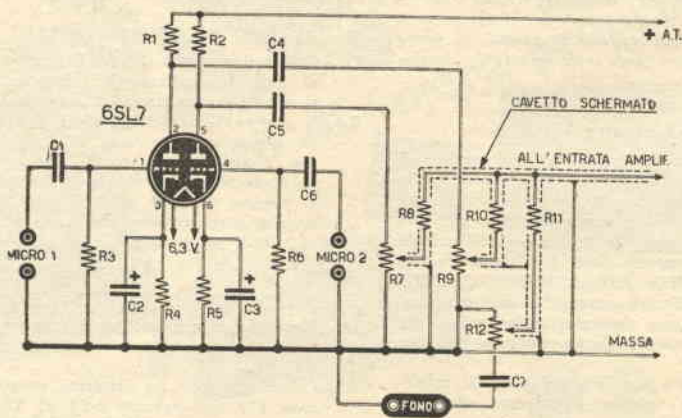 R1
R2
+ A.T.
C4
C5
6SL7
CAVETTO SCHERMATO
ALL'ENTRATA AMPLIF.
C1
2
5
1
4
3
6
C6
R8
R10
R11
MICRO 1
R3
6,3 V.
R6
MICRO 2
R7
R9
+
C2
R4
R5
+
C3
R12
MASSA
C7
FONO